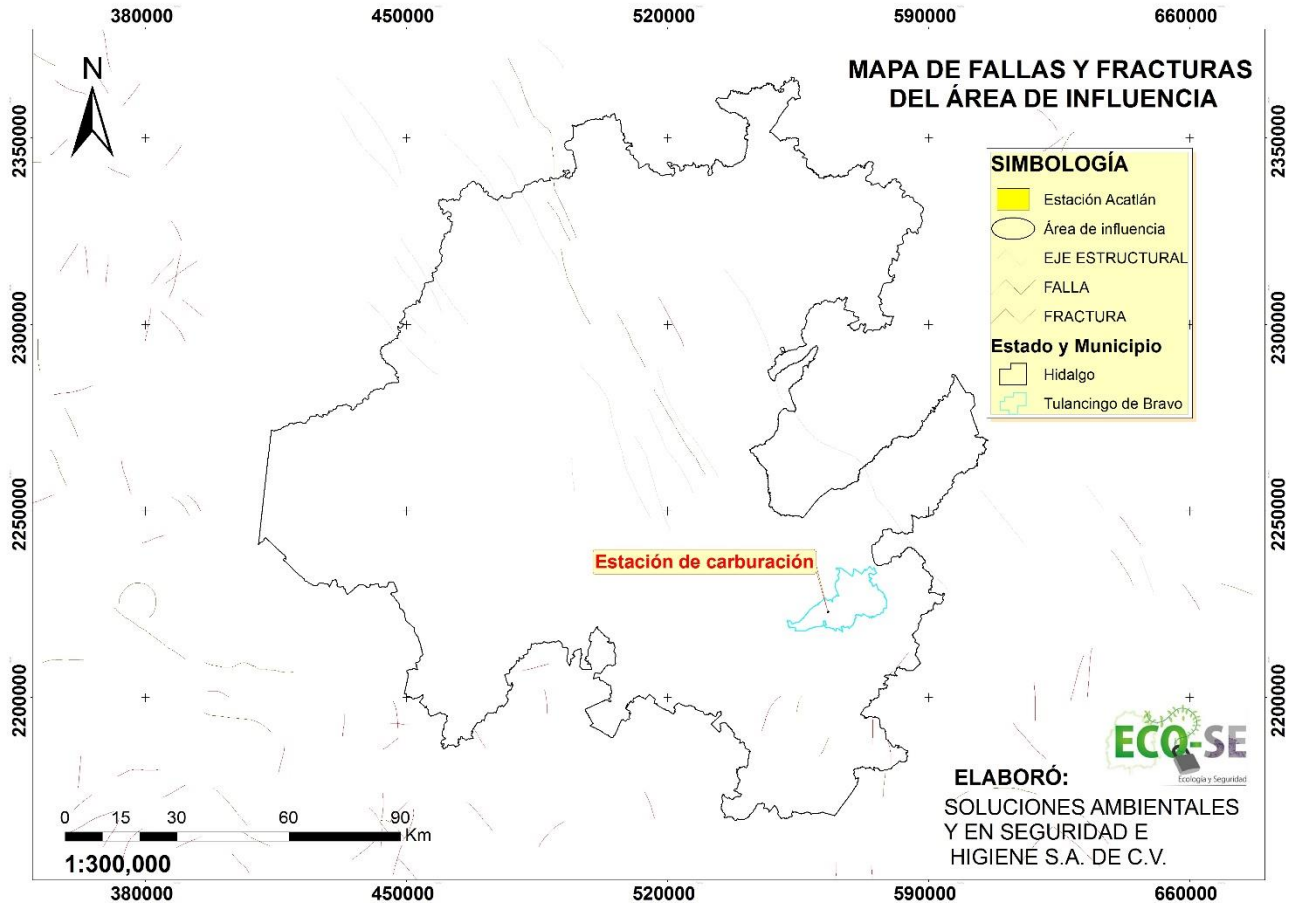 380000
450000
520000
590000
660000
N
MAPA DE FALLAS Y FRACTURAS
DEL ÁREA DE INFLUENCIA
2350000
2300000
2250000
2200000
2350000
2300000
2250000
2200000
SIMBOLOGÍA
Estación Acatlán
Área de influencia
EJE ESTRUCTURAL
FALLA
FRACTURA
Estado y Municipio
Hidalgo
Tulancingo de Bravo
Estación de carburación
ECO-SE
Ecología y Seguridad
ELABORÓ:
SOLUCIONES AMBIENTALES
Y EN SEGURIDAD E
HIGIENE S.A. DE C.V.
0 15 30 60 90
Km
1:300,000
380000
450000
520000
590000
660000